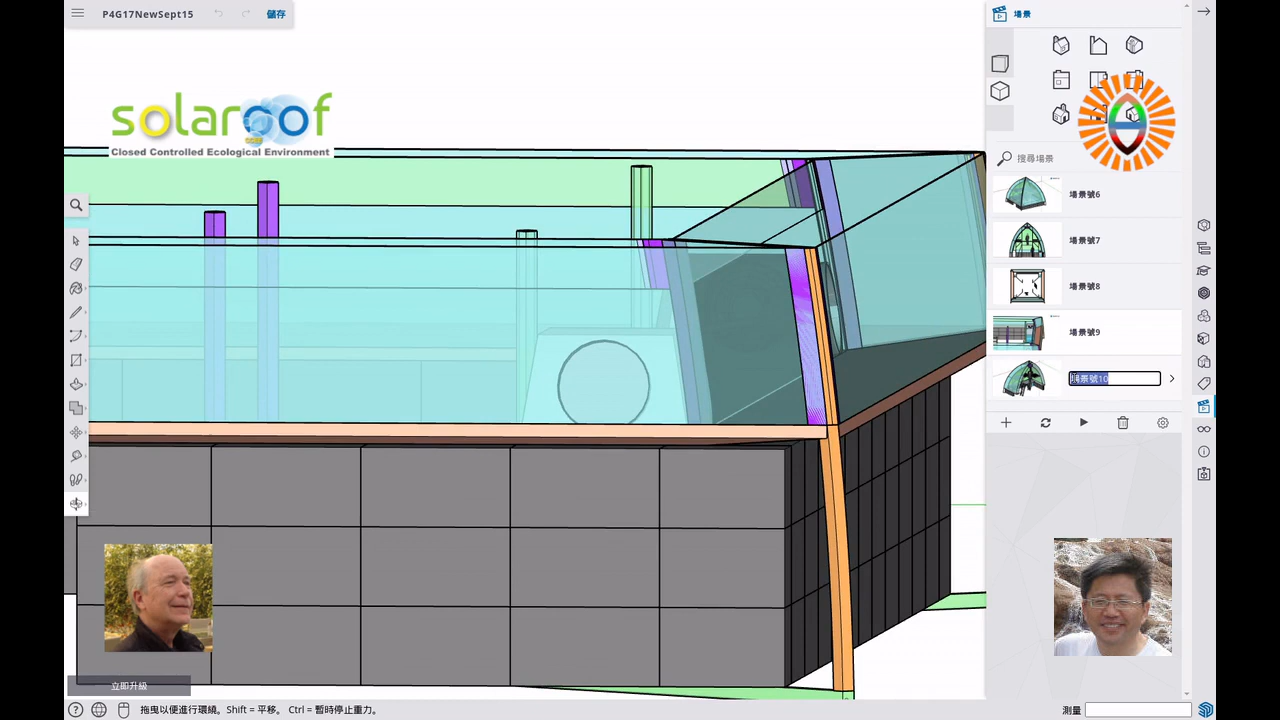 P4G17NewSept15
儲存
場景
solaroof
Closed Controlled Ecological Environment
搜尋場景
場景號6
場景號7
場景號8
場景號9
場景號10
立即升級
拖曳以便進行環繞。Shift = 平移。 Ctrl = 暫時停止重力。
測量